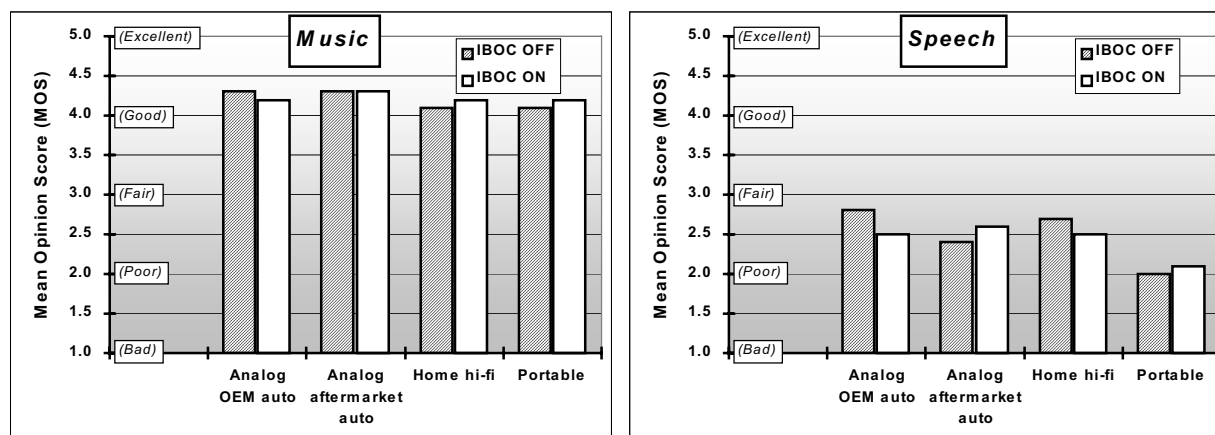 Music
IBOC OFF
IBOC ON
Mean Opinion Score (MOS)
5.0 (Excellent)
4.5
4.0 (Good)
3.5
3.0 (Fair)
2.5
2.0 (Poor)
1.5
1.0 (Bad)
Analog Analog Home hi-fi Portable
OEM auto aftermarket
auto
Speech
IBOC OFF
IBOC ON
Mean Opinion Score (MOS)
5.0 (Excellent)
4.5
4.0 (Good)
3.5
3.0 (Fair)
2.5
2.0 (Poor)
1.5
1.0 (Bad)
Analog Analog Home hi-fi Portable
OEM auto aftermarket
auto